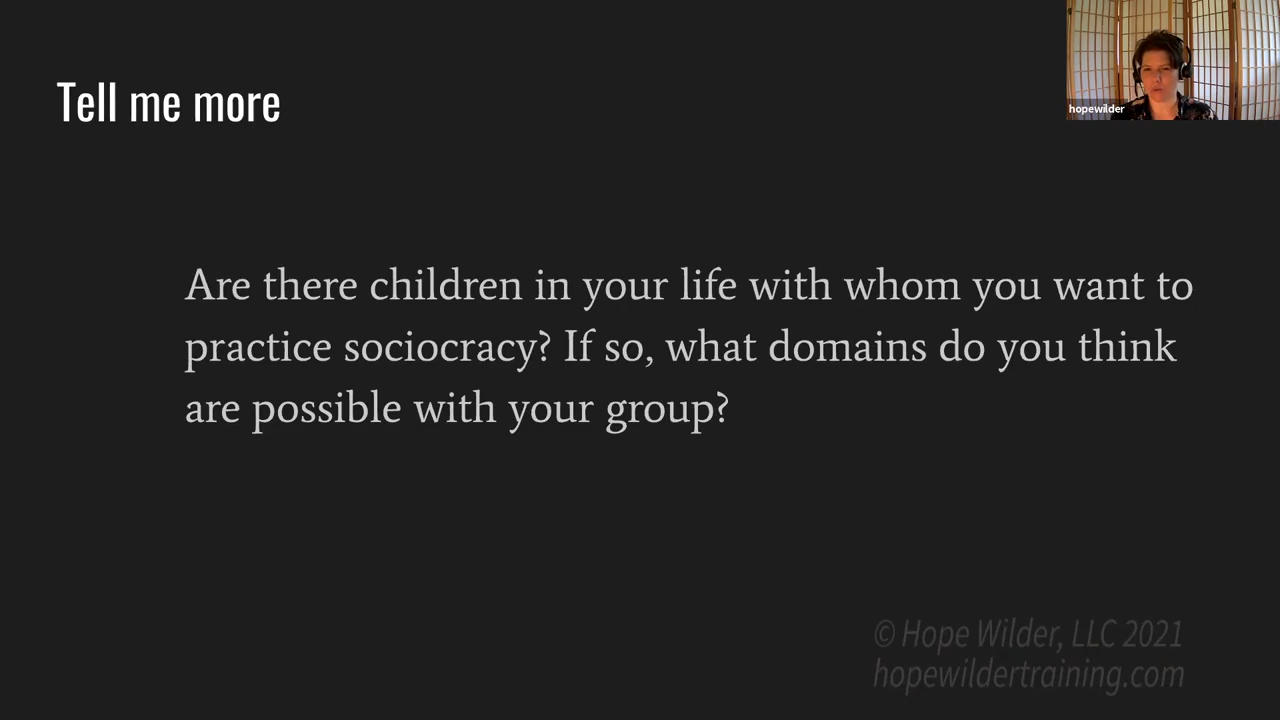 Tell me more
hopewilder
Are there children in your life with whom you want to
practice sociocracy? If so, what domains do you think
are possible with your group?
© Hope Wilder, LLC 2021
hopewildertraining.com